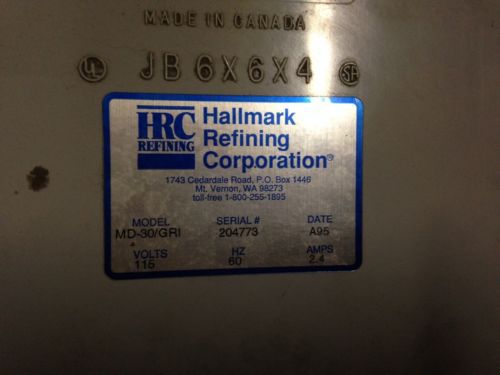 MADE IN CANADA
UL JB 6X6X4 SA
HRC
REFINING
Hallmark
Refining
Corporation®
1743 Cedardale Road, P.O. Box 1446
Mt. Vernon, WA 98273
toll-free 1-800-255-1895
MODEL SERIAL # DATE
MD-30/GRI 204773 A95
VOLTS HZ AMPS
115 60 2.4